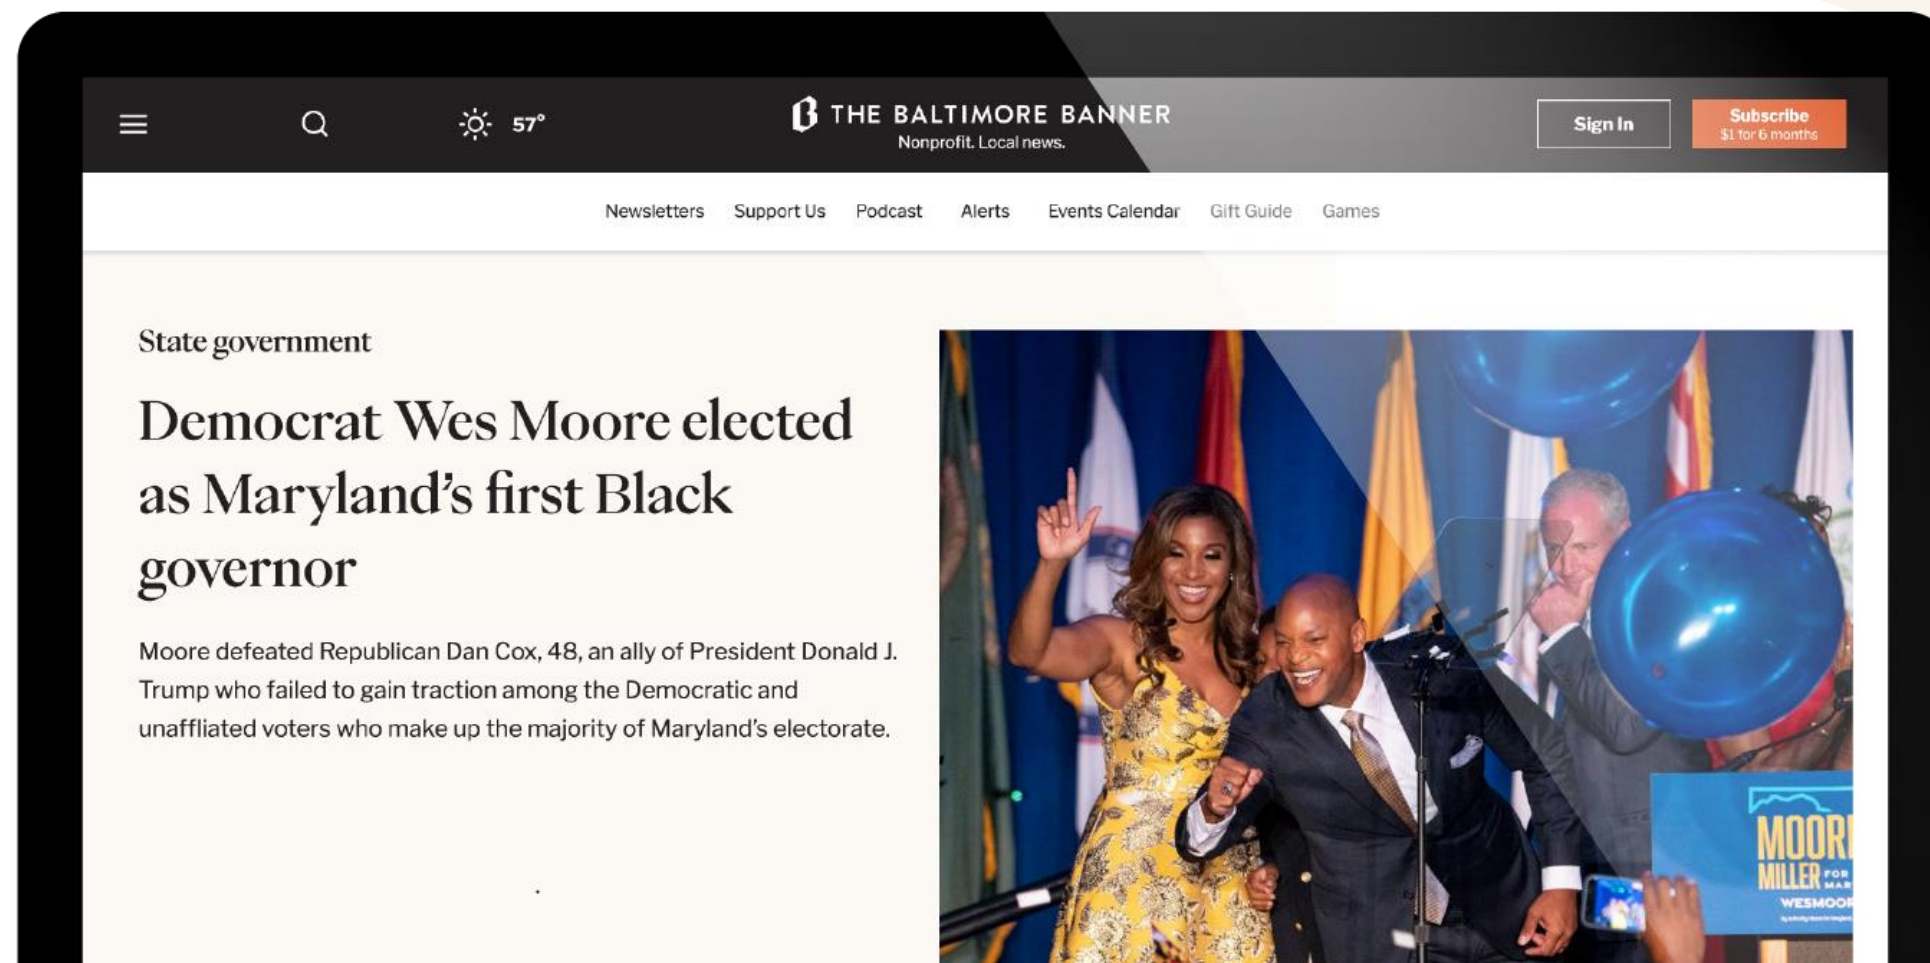 57°
THE BALTIMORE BANNER
Nonprofit. Local news.
Sign In
Subscribe
$1 for 6 months
Newsletters Support Us Podcast Alerts Events Calendar Gift Guide Games
State government
Democrat Wes Moore elected
as Maryland's first Black
governor
Moore defeated Republican Dan Cox, 48, an ally of President Donald J.
Trump who failed to gain traction among the Democratic and
unaffliated voters who make up the majority of Maryland's electorate.
MOOR
MILLER FOR
MAR
WESMOOR